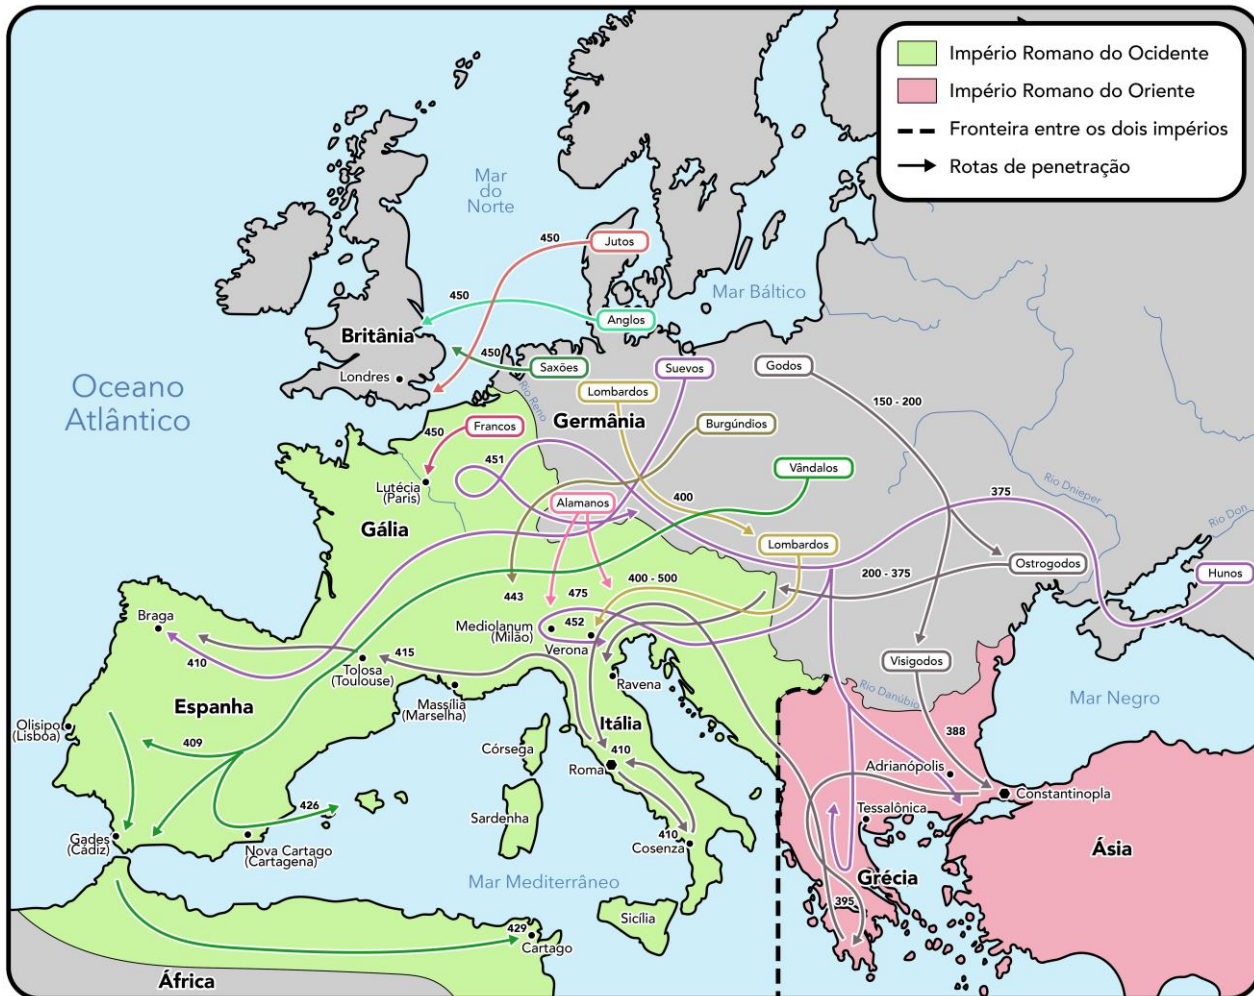 Império Romano do Ocidente
Império Romano do Oriente
Fronteira entre os dois impérios
Rotas de penetração
Mar
do
Norte
450
Jutos
Mar Báltico
450
Anglos
Britânia
Londres
450
Saxões
Suevos
Godos
Oceano
Atlântico
Rio Reno
Lombardos
Germânia
150 - 200
Francos
Burgúndios
450
451
Vândalos
Lutécia
(Paris)
Alamanos
400
375
Rio Dnieper
Rio Don
Gália
Lombardos
Ostrogodos
Hunos
400 - 500
200 - 375
443
475
Braga
Mediolanum
(Milão)
452
Verona
410
415
Tolosa
(Toulouse)
Visigodos
Ravena
Massília
(Marselha)
Rio Danúbio
Mar Negro
Espanha
Olisipo
(Lisboa)
Itália
409
Córsega
410
388
Roma
Adrianópolis
Constantinopla
426
Sardenha
Tessalônica
Gades
(Cádiz)
Nova Cartago
(Cartagena)
410
Cosenza
Ásia
Mar Mediterrâneo
Grécia
395
Sicília
429
Cartago
África